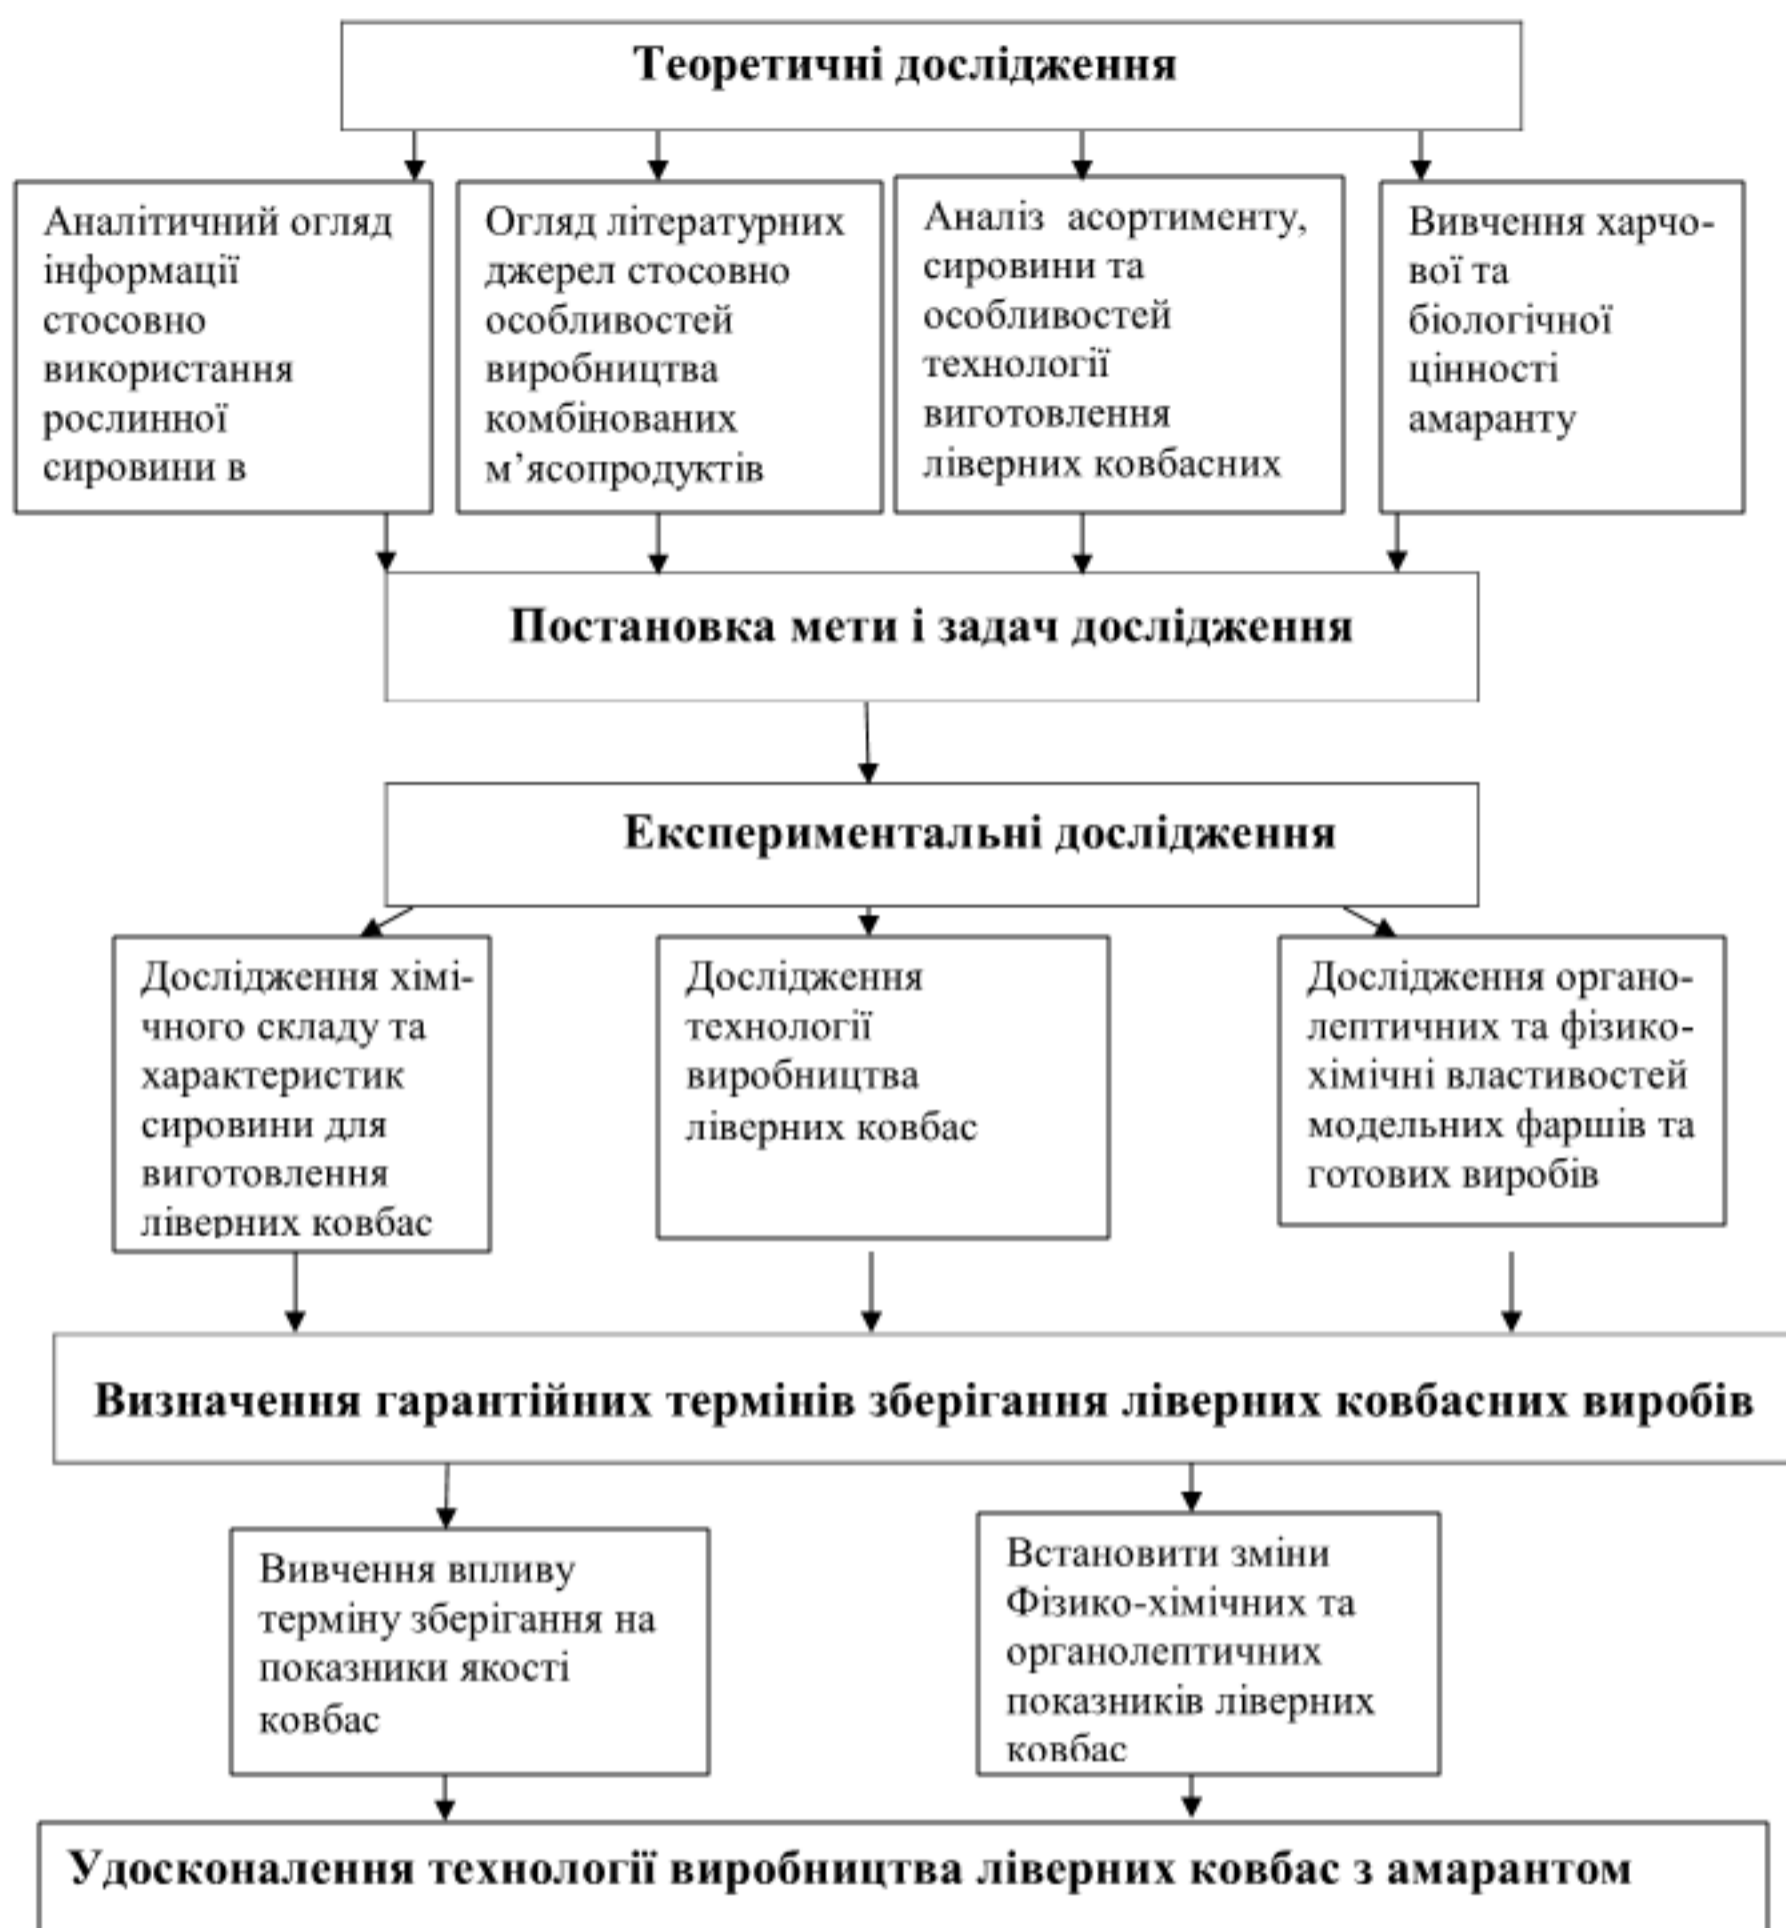 Теоретичні дослідження
Аналітичний огляд
інформації
стосовно
використання
рослинної
сировини в
Огляд літературних
джерел стосовно
особливостей
виробництва
комбінованих
м’ясопродуктів
Аналіз асортименту,
сировини та
особливостей
технології
виготовлення
ліверних ковбасних
Вивчення харчо-
вої та
біологічної
цінності
амаранту
Постановка мети і задач дослідження
Експериментальні дослідження
Дослідження хімі-
чного складу та
характеристик
сировини для
виготовлення
ліверних ковбас
Дослідження
технології
виробництва
ліверних ковбас
Дослідження органо-
лептичних та фізико-
хімічні властивостей
модельних фаршів та
готових виробів
Визначення гарантійних термінів зберігання ліверних ковбасних виробів
Вивчення впливу
терміну зберігання на
показники якості
ковбас
Встановити зміни
Фізико-хімічних та
органолептичних
показників ліверних
ковбас
Удосконалення технології виробництва ліверних ковбас з амарантом